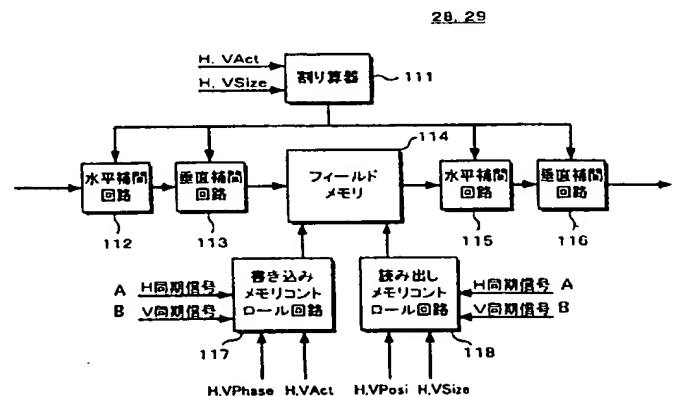 28, 29
H, VAct
H, VSize
割り算器
111
114
水平補間
回路
垂直補間
回路
フィールド
メモリ
水平補間
回路
垂直補間
回路
112
113
115
116
A H同期信号
B V同期信号
書き込み
メモリコント
ロール回路
読み出し
メモリコント
ロール回路
H同期信号 A
V同期信号 B
117
118
H,VPhase H,VAct H,VPosi H,VSize